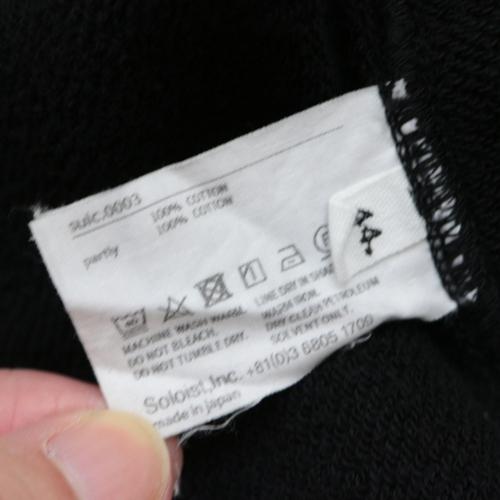 suic.0003
100% COTTON
partly 100% COTTON
44
MACHINE WASH WARM. LINE DRY IN SHADE
DO NOT BLEACH. WARM IRON.
DO NOT TUMBLE DRY. DRY CLEAN PETROLEUM
SOLVENT ONLY.
Soloist,Inc. +81(0)3 6805 1709
made in japan